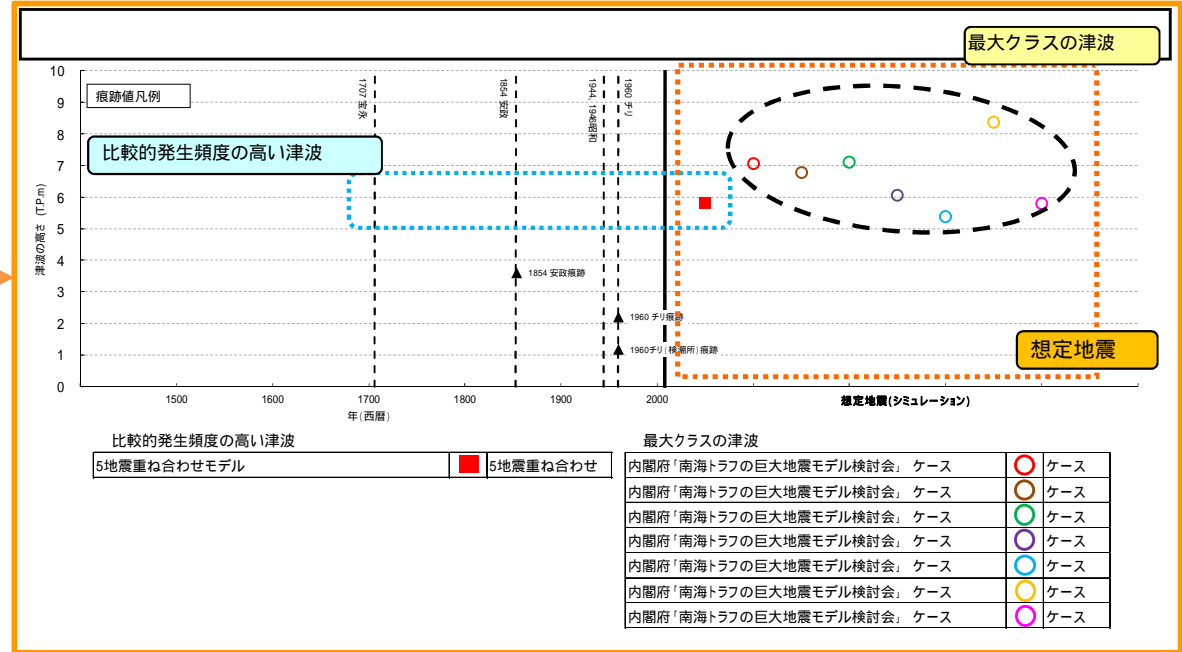 最大クラスの津波
津波の高さ (T.P.m)
10
9
8
7
6
5
4
3
2
1
0
痕跡値凡例
比較的発生頻度の高い津波
1707 宝永
1854 安政
1944, 1946昭和
1960 チリ
1854 安政痕跡
1960 チリ痕跡
1960チリ(検潮所)痕跡
想定地震
1500
1600
1700
1800
1900
2000
年(西暦)
想定地震(シミュレーション)
比較的発生頻度の高い津波
5地震重ね合わせモデル 5地震重ね合わせ
最大クラスの津波
内閣府「南海トラフの巨大地震モデル検討会」 ケース ケース
内閣府「南海トラフの巨大地震モデル検討会」 ケース ケース
内閣府「南海トラフの巨大地震モデル検討会」 ケース ケース
内閣府「南海トラフの巨大地震モデル検討会」 ケース ケース
内閣府「南海トラフの巨大地震モデル検討会」 ケース ケース
内閣府「南海トラフの巨大地震モデル検討会」 ケース ケース
内閣府「南海トラフの巨大地震モデル検討会」 ケース ケース